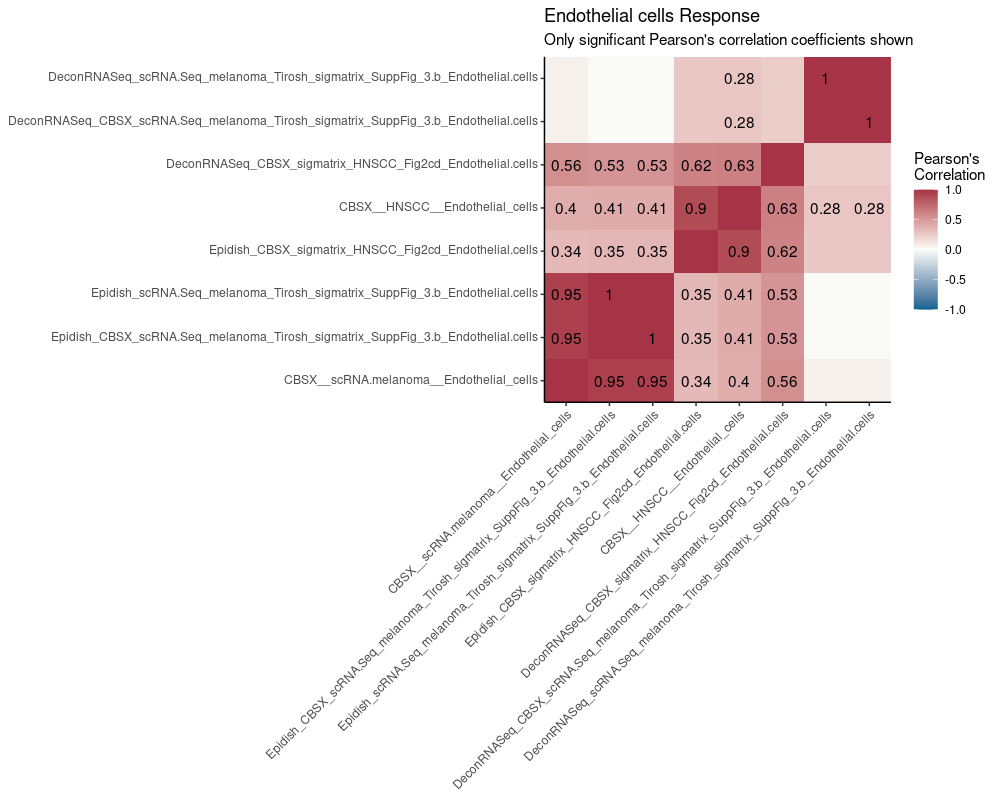 Endothelial cells Response
Only significant Pearson's correlation coefficients shown
DeconRNASeq_scRNA.Seq_melanoma_Tirosh_sigmatrix_SuppFig_3.b_Endothelial.cells 0.28 1
DeconRNASeq_CBSX_scRNA.Seq_melanoma_Tirosh_sigmatrix_SuppFig_3.b_Endothelial.cells 0.28 1
DeconRNASeq_CBSX_sigmatrix_HNSCC_Fig2cd_Endothelial.cells 0.56 0.53 0.53 0.62 0.63
CBSX__HNSCC__Endothelial_cells 0.4 0.41 0.41 0.9 0.63 0.28 0.28
Epidish_CBSX_sigmatrix_HNSCC_Fig2cd_Endothelial.cells 0.34 0.35 0.35 0.9 0.62
Epidish_scRNA.Seq_melanoma_Tirosh_sigmatrix_SuppFig_3.b_Endothelial.cells 0.95 1 0.35 0.41 0.53
Epidish_CBSX_scRNA.Seq_melanoma_Tirosh_sigmatrix_SuppFig_3.b_Endothelial.cells 0.95 1 0.35 0.41 0.53
CBSX__scRNA.melanoma__Endothelial_cells 0.95 0.95 0.34 0.4 0.56
CBSX__scRNA.melanoma__Endothelial_cells
Epidish_CBSX_scRNA.Seq_melanoma_Tirosh_sigmatrix_SuppFig_3.b_Endothelial.cells
Epidish_scRNA.Seq_melanoma_Tirosh_sigmatrix_SuppFig_3.b_Endothelial.cells
Epidish_CBSX_sigmatrix_HNSCC_Fig2cd_Endothelial.cells
CBSX__HNSCC__Endothelial_cells
DeconRNASeq_CBSX_sigmatrix_HNSCC_Fig2cd_Endothelial.cells
DeconRNASeq_CBSX_scRNA.Seq_melanoma_Tirosh_sigmatrix_SuppFig_3.b_Endothelial.cells
DeconRNASeq_scRNA.Seq_melanoma_Tirosh_sigmatrix_SuppFig_3.b_Endothelial.cells
Pearson's
Correlation
1.0
0.5
0.0
-0.5
-1.0